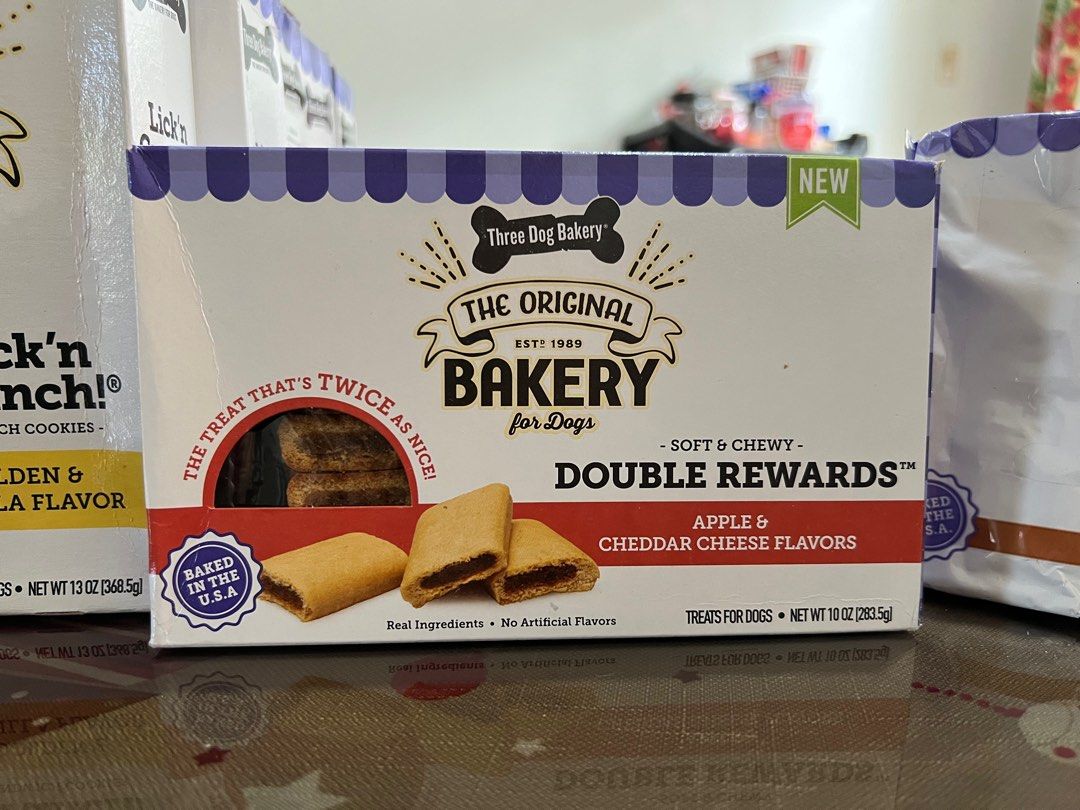 Lick'n
Three Dog Bakery®
NEW
THE ORIGINAL
ESTD 1989
BAKERY
for Dogs
THE TREAT THAT'S TWICE AS NICE!
- SOFT & CHEWY -
DOUBLE REWARDS™
APPLE &
CHEDDAR CHEESE FLAVORS
BAKED
IN THE
U.S.A
Real Ingredients • No Artificial Flavors
TREATS FOR DOGS • NET WT 10 OZ [283.5g]
ck'n
nch!®
CH COOKIES -
LDEN &
LA FLAVOR
GS • NET WT 13 OZ [368.5g]
KED
THE
S.A.